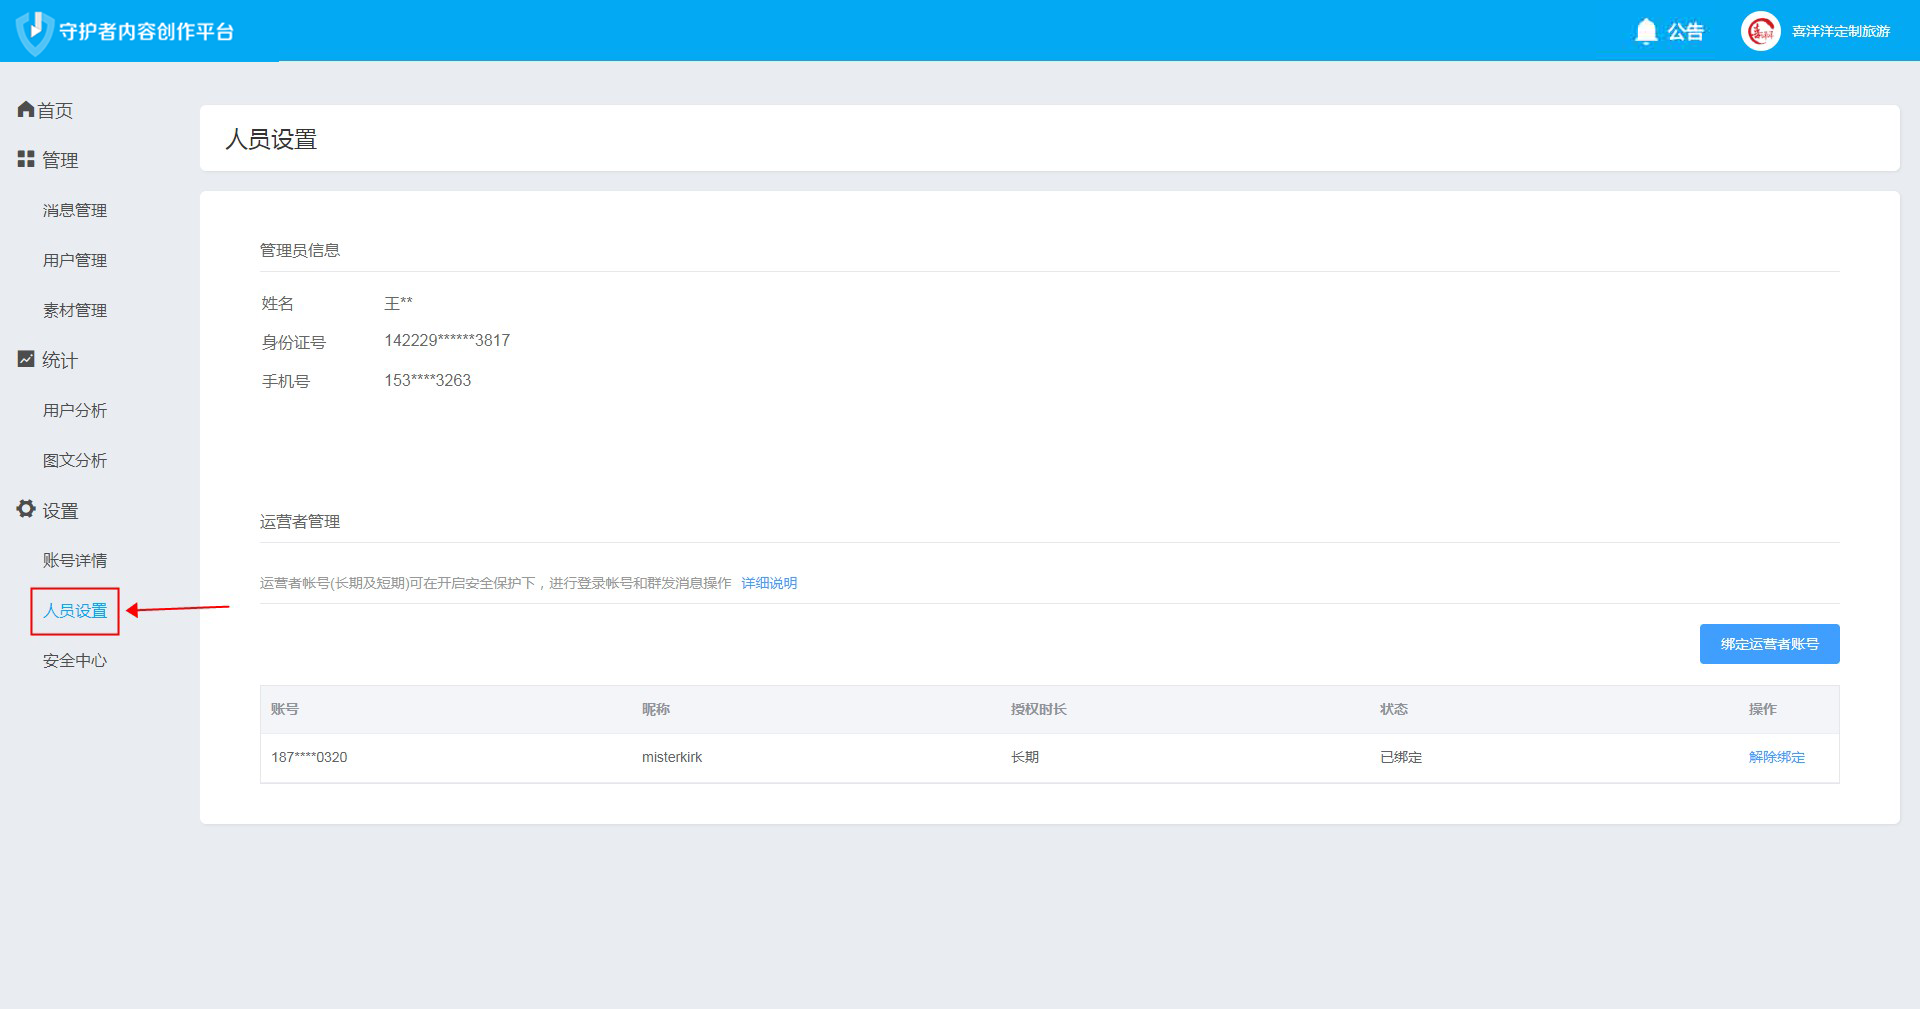 守护者内容创作平台
公告
喜洋洋定制旅游
首页
管理
消息管理
用户管理
素材管理
统计
用户分析
图文分析
设置
账号详情
人员设置
安全中心
人员设置
管理员信息
姓名 王**
身份证号 142229******3817
手机号 153****3263
运营者管理
运营者帐号(长期及短期)可在开启安全保护下，进行登录帐号和群发消息操作 详细说明
绑定运营者账号
账号 昵称 授权时长 状态 操作
187****0320 misterkirk 长期 已绑定 解除绑定